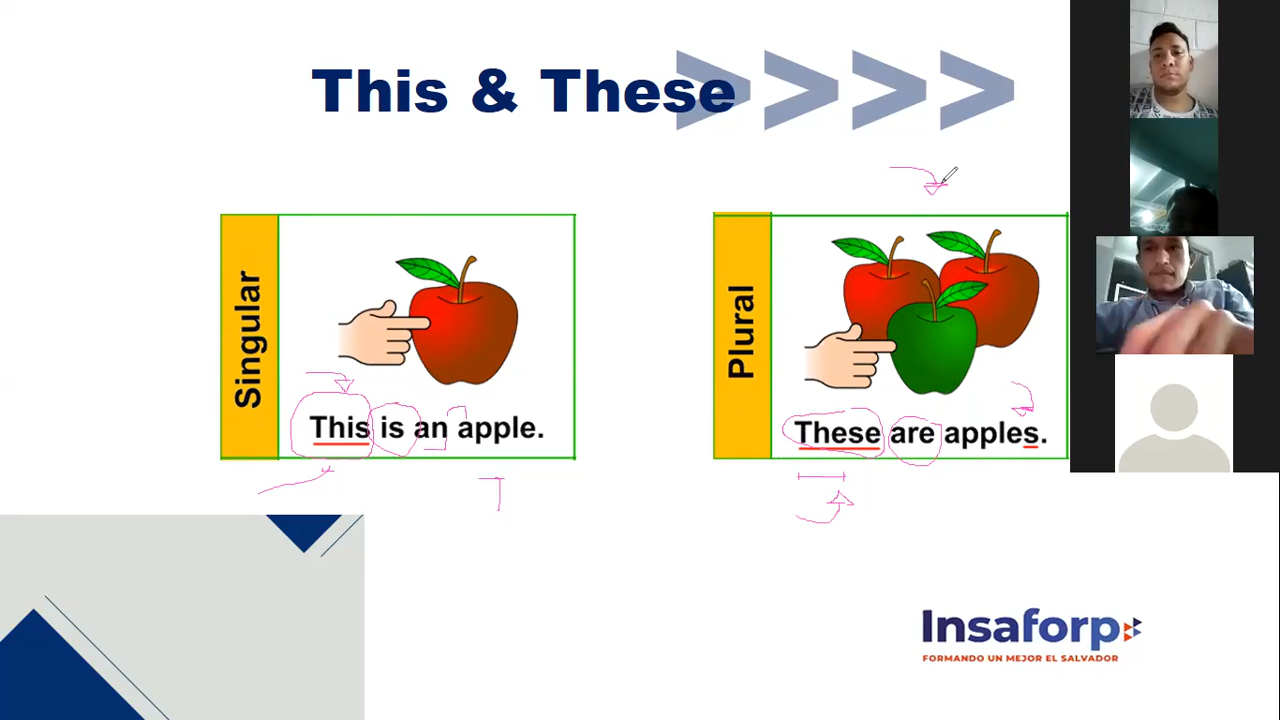 This & These
Singular
This is an apple.
Plural
These are apples.
Insaforp
FORMANDO UN MEJOR EL SALVADOR